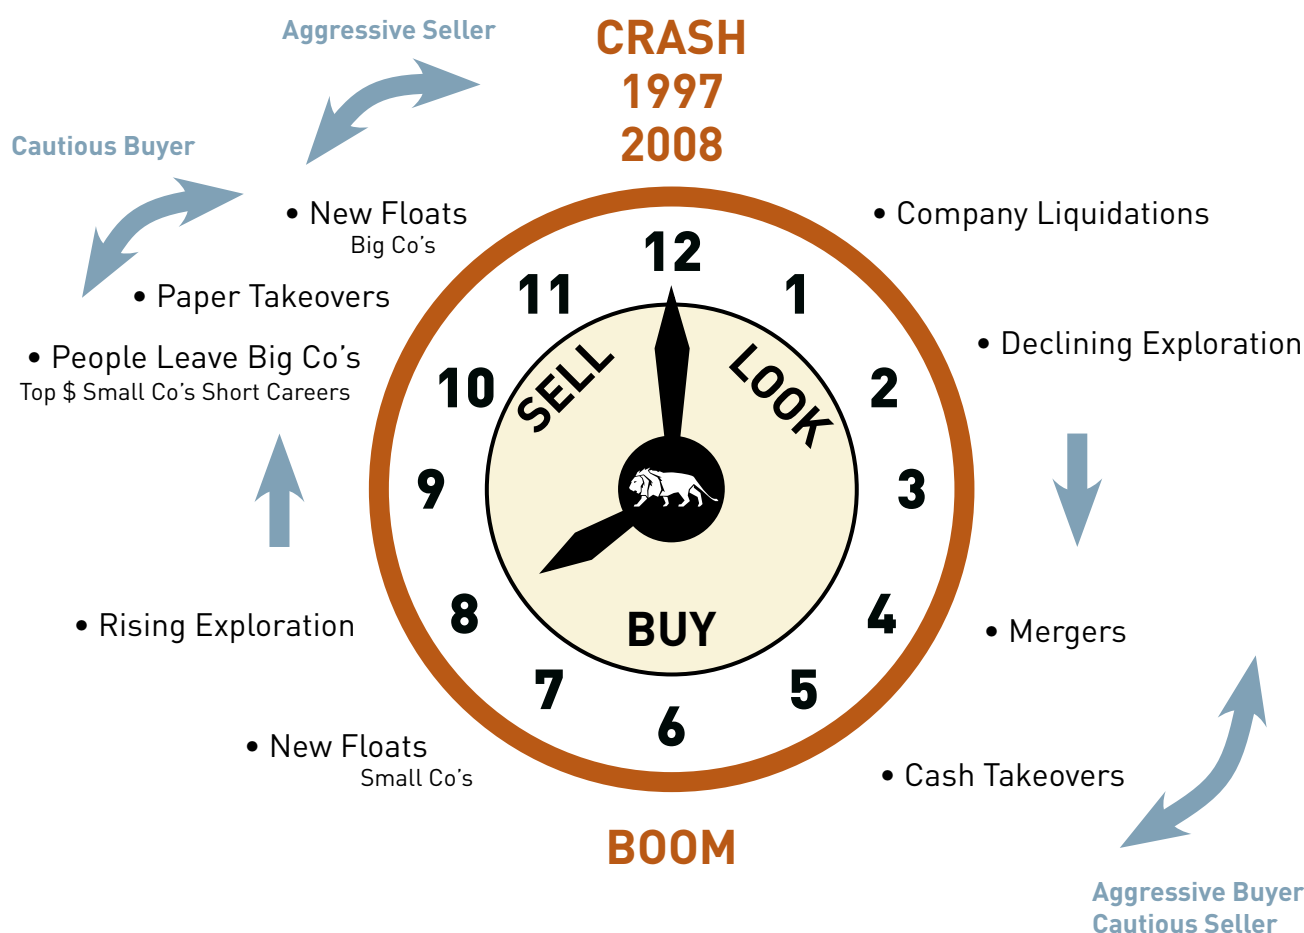 Aggressive Seller
CRASH
1997
2008
Cautious Buyer
• New Floats
Big Co's
• Company Liquidations
• Paper Takeovers
• People Leave Big Co's
Top $ Small Co's Short Careers
• Declining Exploration
12
1
2
3
4
5
6
7
8
9
10
11
SELL
LOOK
BUY
• Rising Exploration
• Mergers
• New Floats
Small Co's
• Cash Takeovers
BOOM
Aggressive Buyer
Cautious Seller